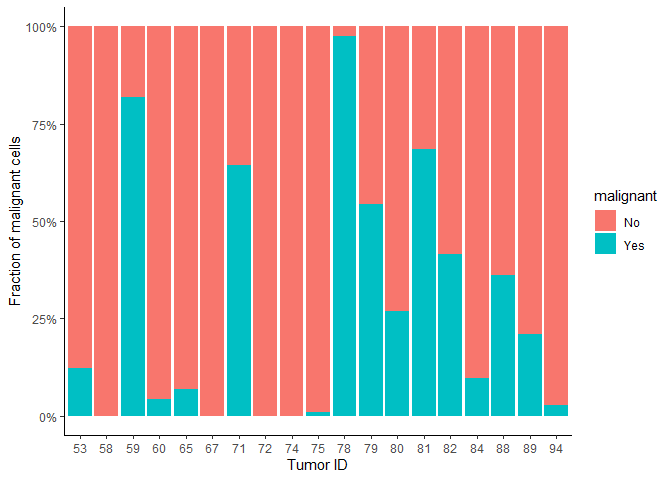 100%
75%
50%
25%
0%
Fraction of malignant cells
53 58 59 60 65 67 71 72 74 75 78 79 80 81 82 84 88 89 94
Tumor ID
malignant
No
Yes